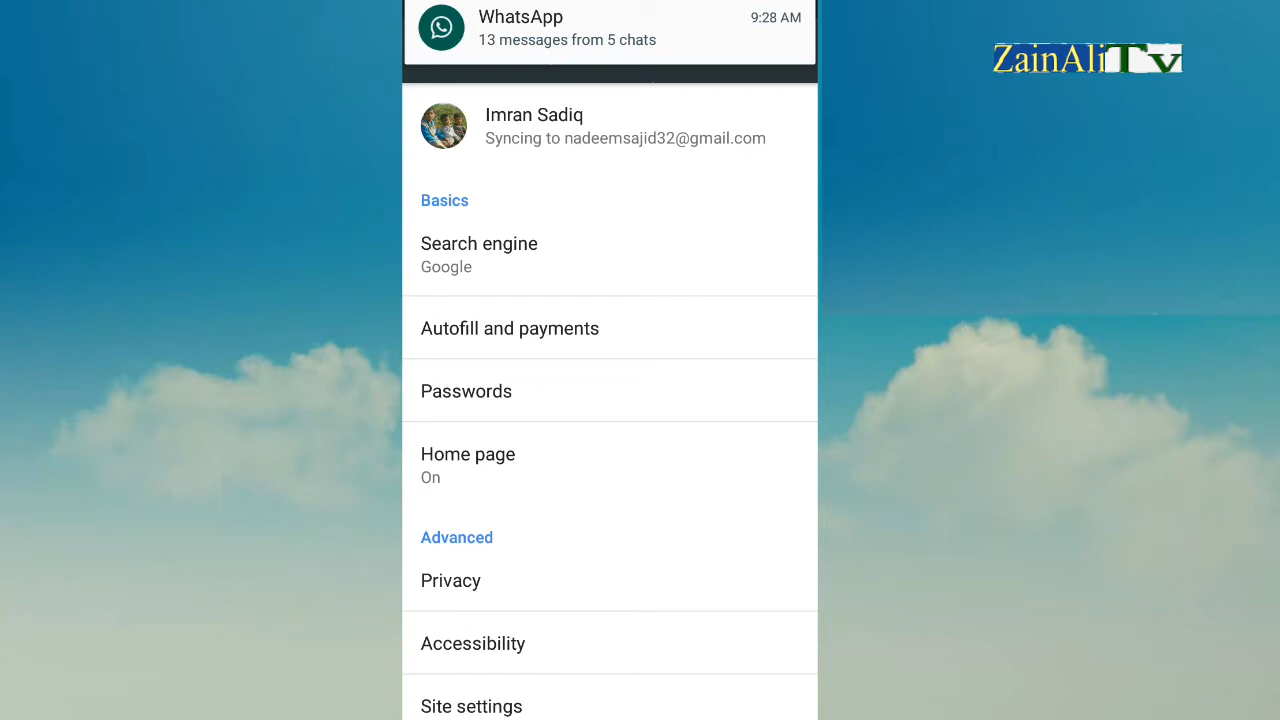 WhatsApp
9:28 AM
13 messages from 5 chats
ZainAliTv
Imran Sadiq
Syncing to nadeemsajid32@gmail.com
Basics
Search engine
Google
Autofill and payments
Passwords
Home page
On
Advanced
Privacy
Accessibility
Site settings